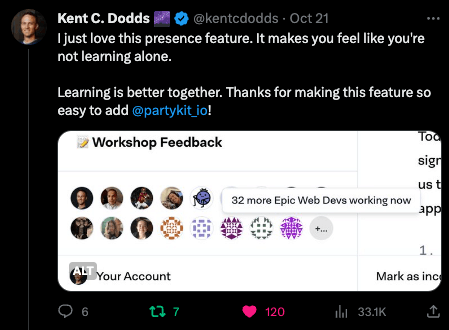 Kent C. Dodds @kentcdodds · Oct 21
I just love this presence feature. It makes you feel like you're
not learning alone.
Learning is better together. Thanks for making this feature so
easy to add @partykit_io!
📝 Workshop Feedback
32 more Epic Web Devs working now
+...
ALT
Your Account
Tod
sign
us t
app
1.
Mark as inco
6 7 120 33.1K